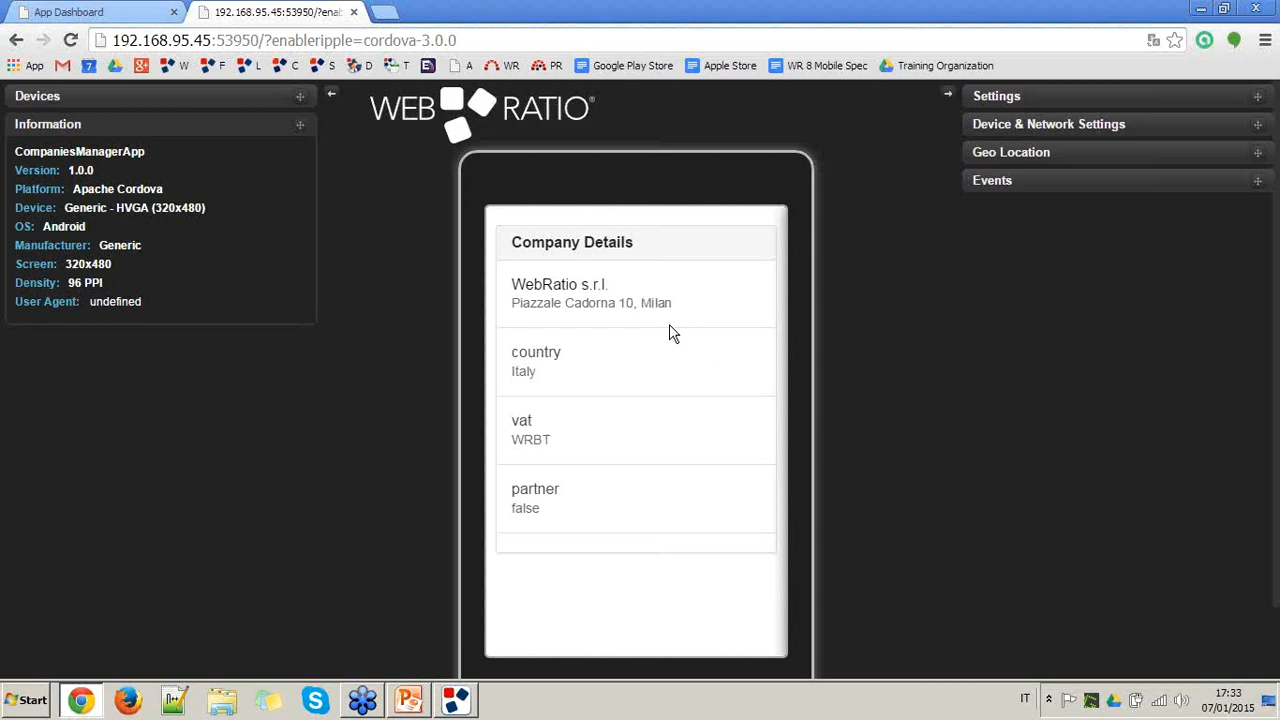 App Dashboard
192.168.95.45:53950/?enab
192.168.95.45:53950/?enableripple=cordova-3.0.0
App
7
W
F
L
C
S
D
T
A
WR
PR
Google Play Store
Apple Store
WR 8 Mobile Spec
Training Organization
Devices
Information
CompaniesManagerApp
Version: 1.0.0
Platform: Apache Cordova
Device: Generic - HVGA (320x480)
OS: Android
Manufacturer: Generic
Screen: 320x480
Density: 96 PPI
User Agent: undefined
WEB RATIO®
Company Details
WebRatio s.r.l.
Piazzale Cadorna 10, Milan
country
Italy
vat
WRBT
partner
false
Settings
Device & Network Settings
Geo Location
Events
Start
IT
17:33
07/01/2015